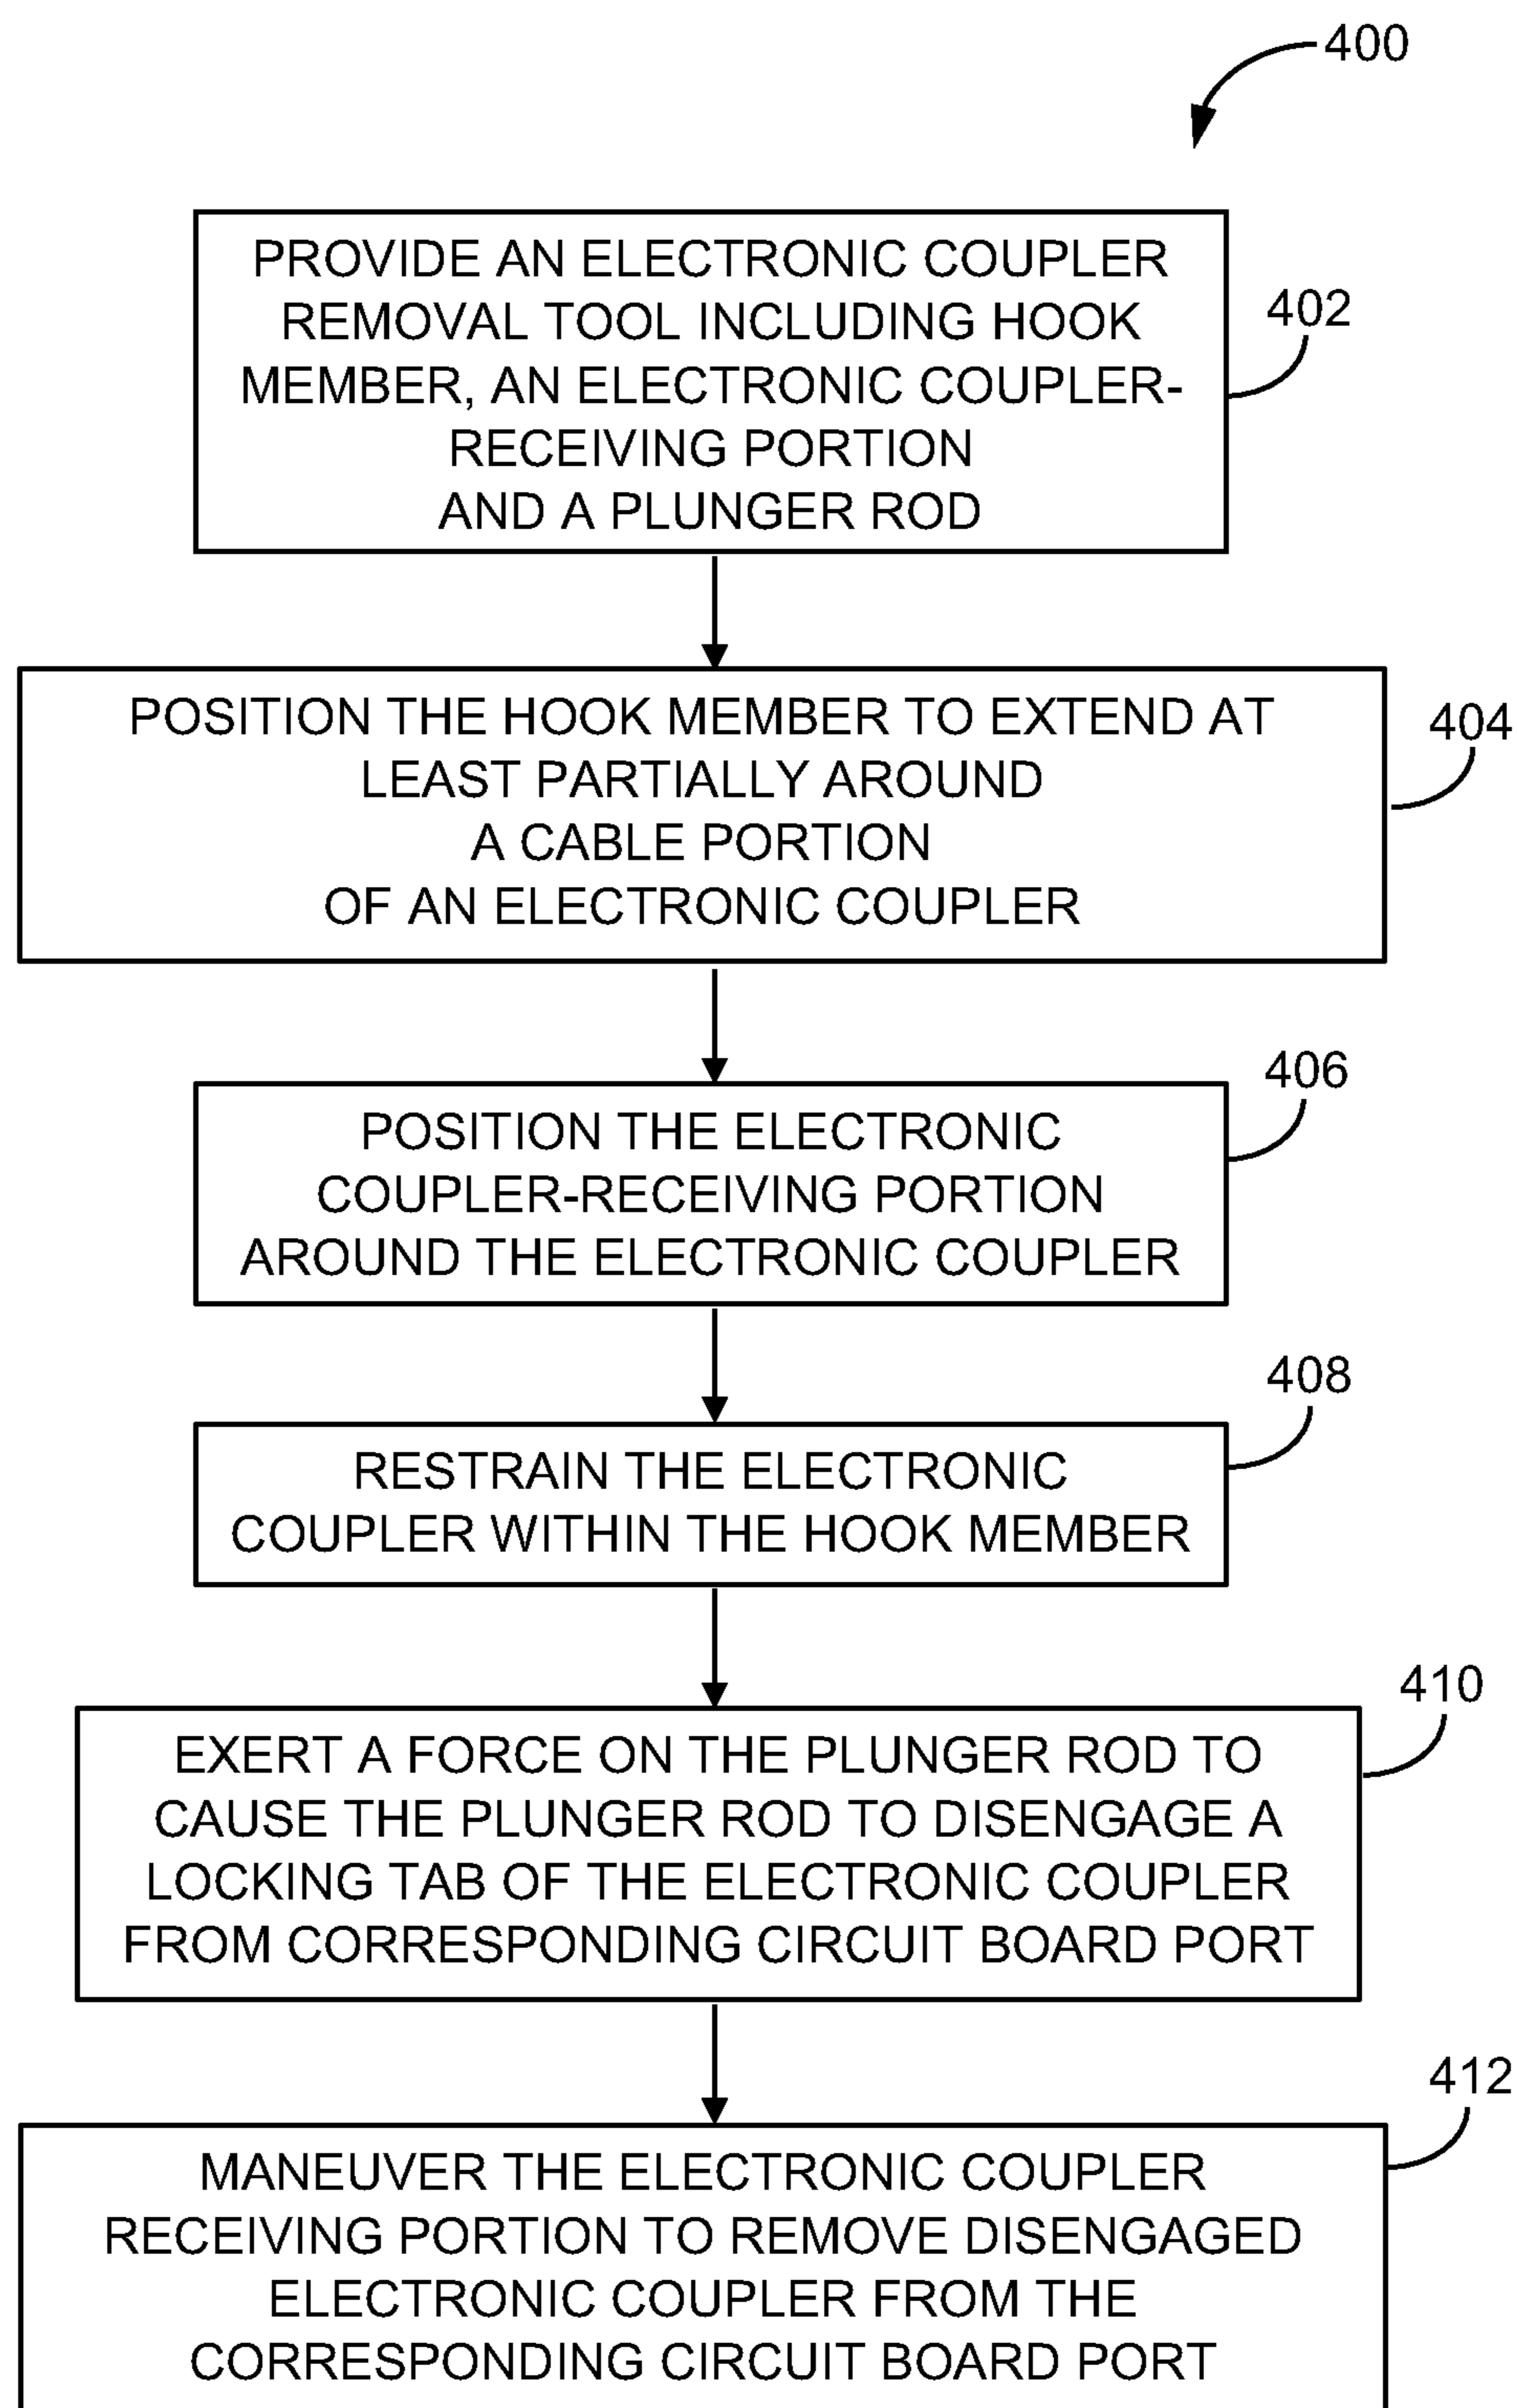 400
PROVIDE AN ELECTRONIC COUPLER
REMOVAL TOOL INCLUDING HOOK
MEMBER, AN ELECTRONIC COUPLER-
RECEIVING PORTION
AND A PLUNGER ROD
402
POSITION THE HOOK MEMBER TO EXTEND AT
LEAST PARTIALLY AROUND
A CABLE PORTION
OF AN ELECTRONIC COUPLER
404
POSITION THE ELECTRONIC
COUPLER-RECEIVING PORTION
AROUND THE ELECTRONIC COUPLER
406
RESTRAIN THE ELECTRONIC
COUPLER WITHIN THE HOOK MEMBER
408
EXERT A FORCE ON THE PLUNGER ROD TO
CAUSE THE PLUNGER ROD TO DISENGAGE A
LOCKING TAB OF THE ELECTRONIC COUPLER
FROM CORRESPONDING CIRCUIT BOARD PORT
410
MANEUVER THE ELECTRONIC COUPLER
RECEIVING PORTION TO REMOVE DISENGAGED
ELECTRONIC COUPLER FROM THE
CORRESPONDING CIRCUIT BOARD PORT
412